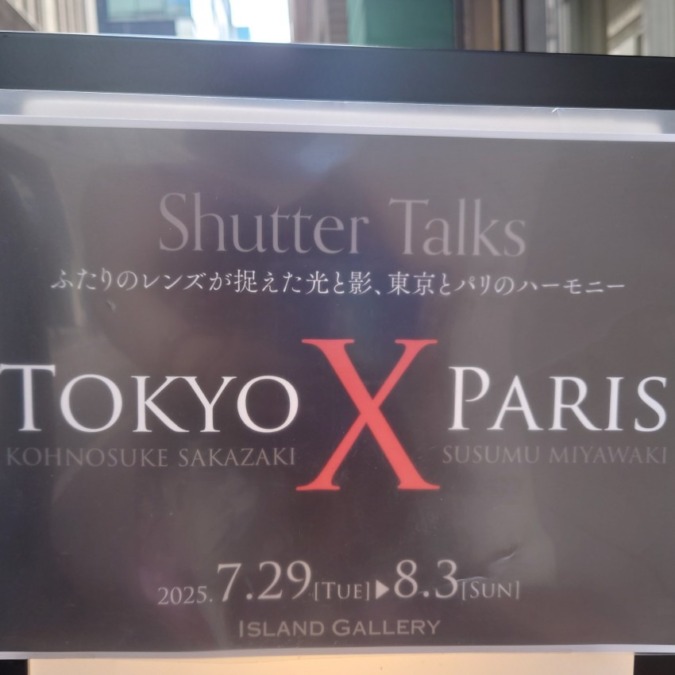 Shutter Talks
ふたりのレンズが捉えた光と影、東京とパリのハーモニー
TOKYO X PARIS
KOHNOSUKE SAKAZAKI SUSUMU MIYAWAKI
2025.7.29[TUE]▶8.3[SUN]
ISLAND GALLERY